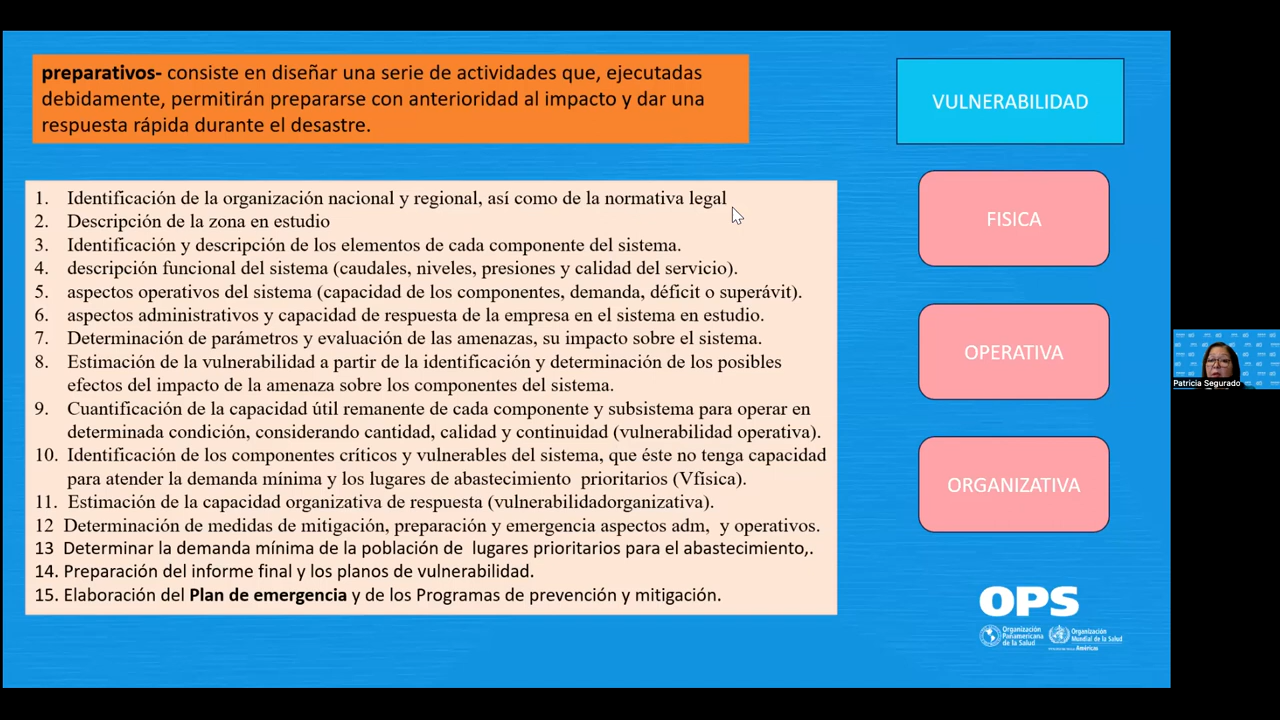 preparativos- consiste en diseñar una serie de actividades que, ejecutadas
debidamente, permitirán prepararse con anterioridad al impacto y dar una
respuesta rápida durante el desastre.
1. Identificación de la organización nacional y regional, así como de la normativa legal
2. Descripción de la zona en estudio
3. Identificación y descripción de los elementos de cada componente del sistema.
4. descripción funcional del sistema (caudales, niveles, presiones y calidad del servicio).
5. aspectos operativos del sistema (capacidad de los componentes, demanda, déficit o superávit).
6. aspectos administrativos y capacidad de respuesta de la empresa en el sistema en estudio.
7. Determinación de parámetros y evaluación de las amenazas, su impacto sobre el sistema.
8. Estimación de la vulnerabilidad a partir de la identificación y determinación de los posibles
efectos del impacto de la amenaza sobre los componentes del sistema.
9. Cuantificación de la capacidad útil remanente de cada componente y subsistema para operar en
determinada condición, considerando cantidad, calidad y continuidad (vulnerabilidad operativa).
10. Identificación de los componentes críticos y vulnerables del sistema, que éste no tenga capacidad
para atender la demanda mínima y los lugares de abastecimiento prioritarios (Vfísica).
11. Estimación de la capacidad organizativa de respuesta (vulnerabilidadorganizativa).
12 Determinación de medidas de mitigación, preparación y emergencia aspectos adm, y operativos.
13 Determinar la demanda mínima de la población de lugares prioritarios para el abastecimiento,.
14. Preparación del informe final y los planos de vulnerabilidad.
15. Elaboración del Plan de emergencia y de los Programas de prevención y mitigación.
VULNERABILIDAD
FISICA
OPERATIVA
ORGANIZATIVA
OPS
Organización
Panamericana
de la Salud
Organización
Mundial de la Salud
Américas
Patricia Segurado